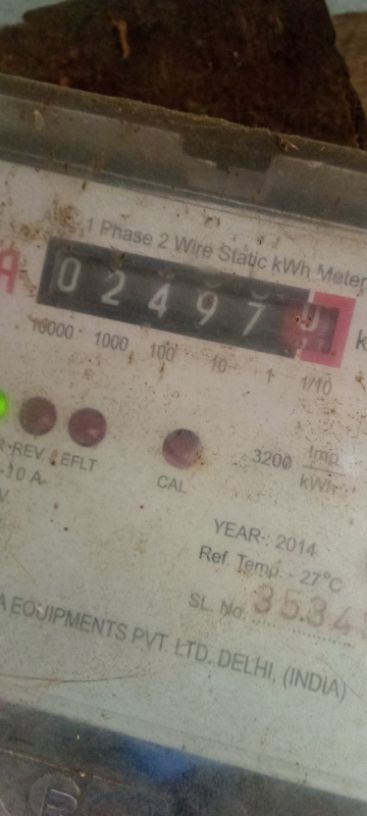 1 Phase 2 Wire Static kWh Meter
0 2 4 9 7
10000 1000 100 10 1 1/10
REV. EFLT
CAL
3200 Imp
kWh
-10 A
V
YEAR-: 2014
Ref. Temp.- 27°C
SL. No. 3534
EQUIPMENTS PVT. LTD. DELHI, (INDIA)